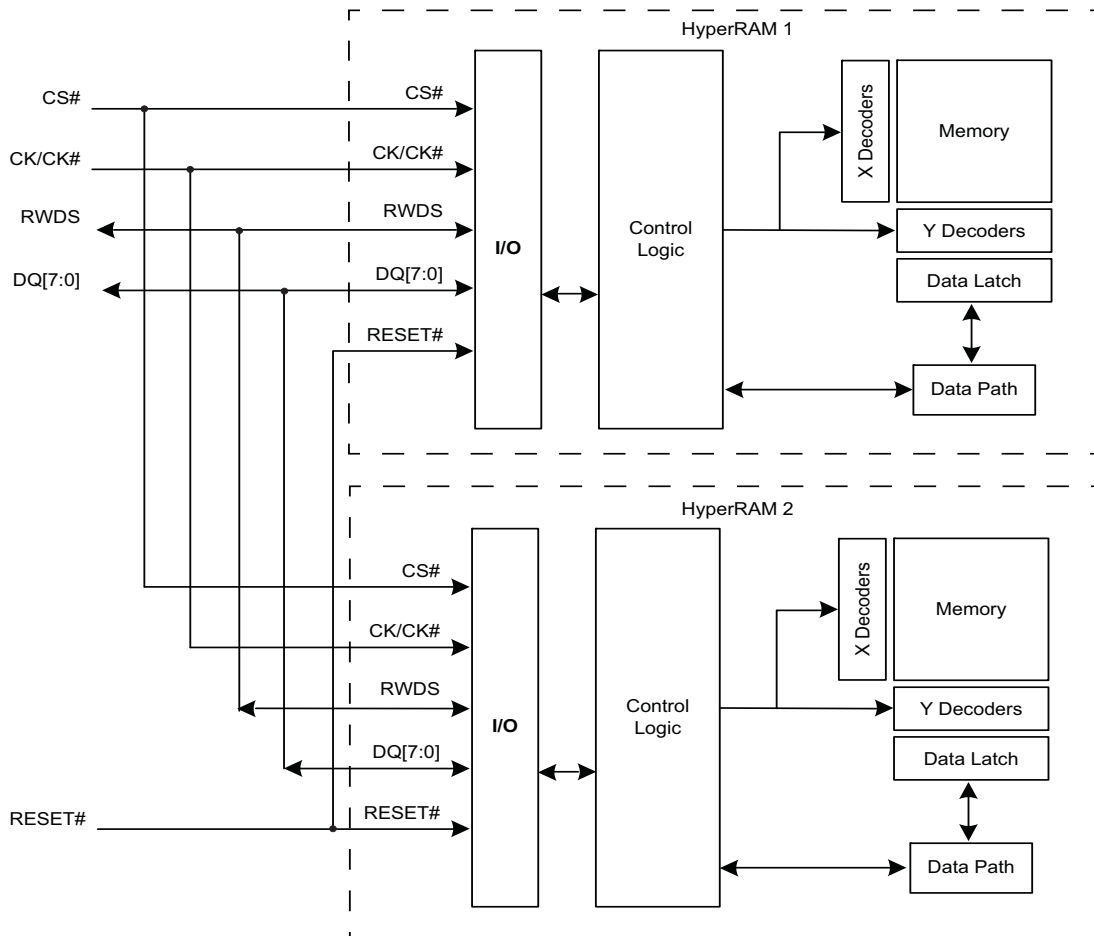 HyperRAM 1
CS#
CS#
CK/CK#
CK/CK#
RWDS
RWDS
DQ[7:0]
DQ[7:0]
RESET#
I/O
Control
Logic
X Decoders
Memory
Y Decoders
Data Latch
Data Path
HyperRAM 2
CS#
CK/CK#
RWDS
DQ[7:0]
RESET#
RESET#
I/O
Control
Logic
X Decoders
Memory
Y Decoders
Data Latch
Data Path